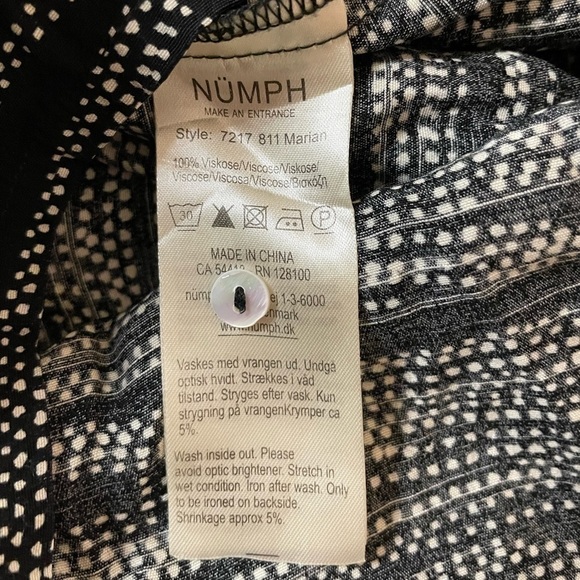 NÜMPH
MAKE AN ENTRANCE
Style: 7217 811 Marian
100% Viskose/Viscose/Viskose/
Viscose/Viscosa/Viscose/Βισκόζη
30 P
MADE IN CHINA
CA RN 128100
1-3-6000
www.numph.dk
Vaskes med vrangen ud. Undgå
optisk hvidt. Strækkes i våd
tilstand. Stryges efter vask. Kun
strygning på vrangenKrymper ca
5%.
Wash inside out. Please
avoid optic brightener. Stretch in
wet condition. Iron after wash. Only
to be ironed on backside.
Shrinkage approx 5%.